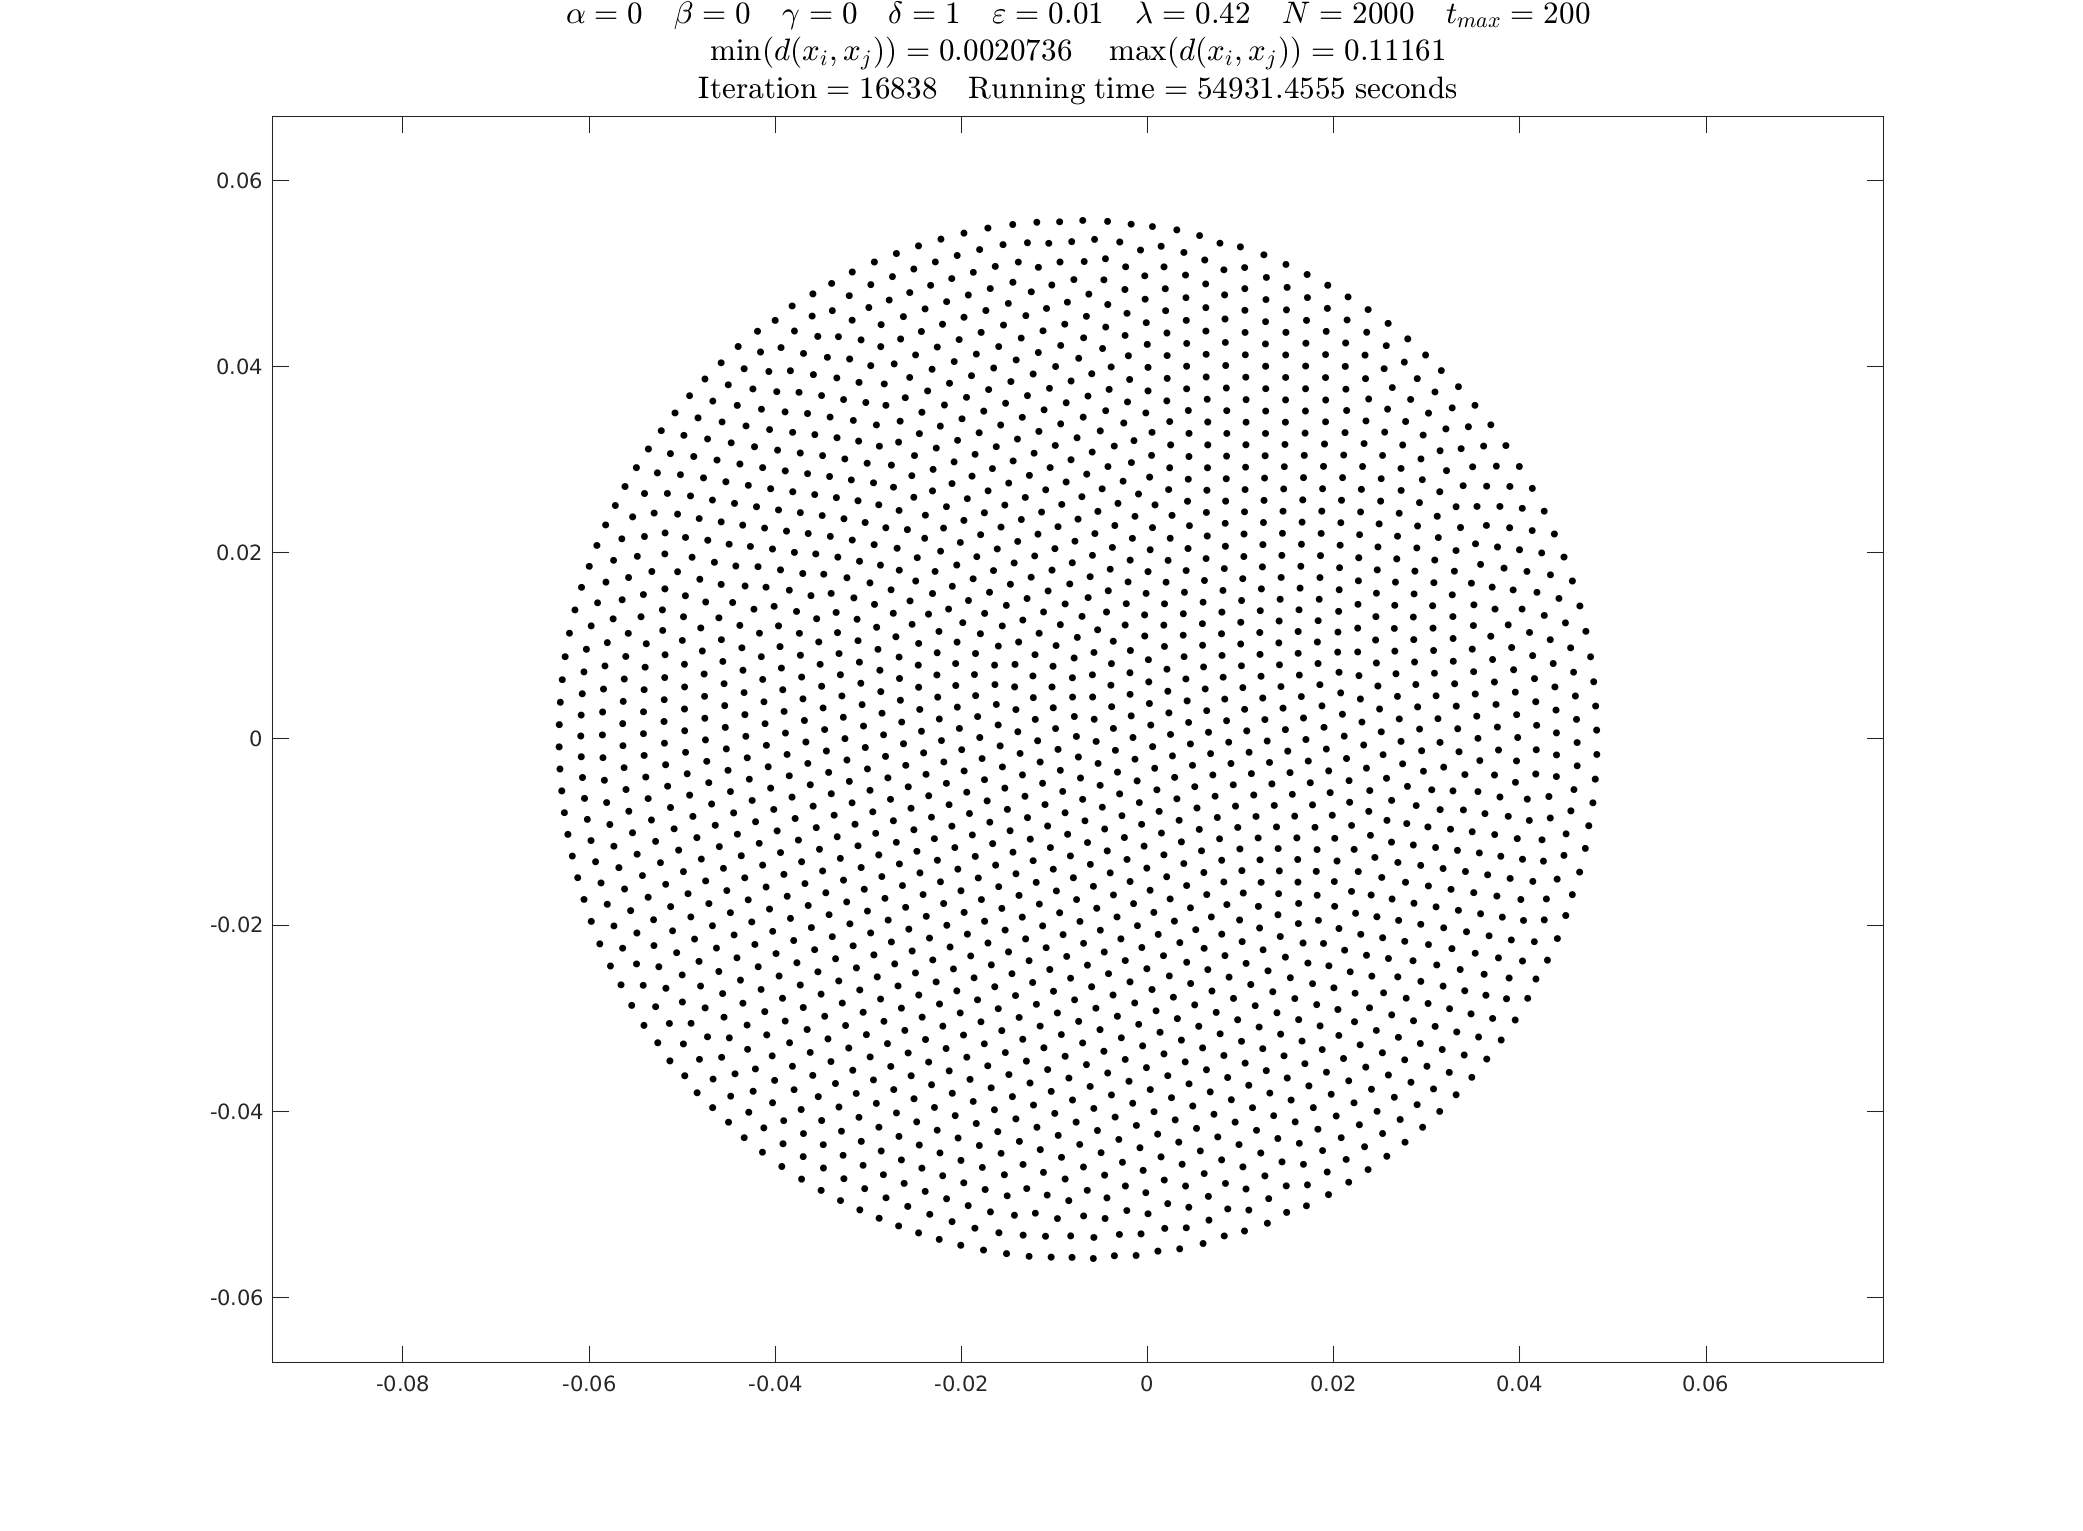 α = 0 β = 0 γ = 0 δ = 1 ε = 0.01 λ = 0.42 N = 2000 t_{max} = 200
min(d(x_i, x_j)) = 0.0020736 max(d(x_i, x_j)) = 0.11161
Iteration = 16838 Running time = 54931.4555 seconds
0.06
0.04
0.02
0
-0.02
-0.04
-0.06
-0.08 -0.06 -0.04 -0.02 0 0.02 0.04 0.06